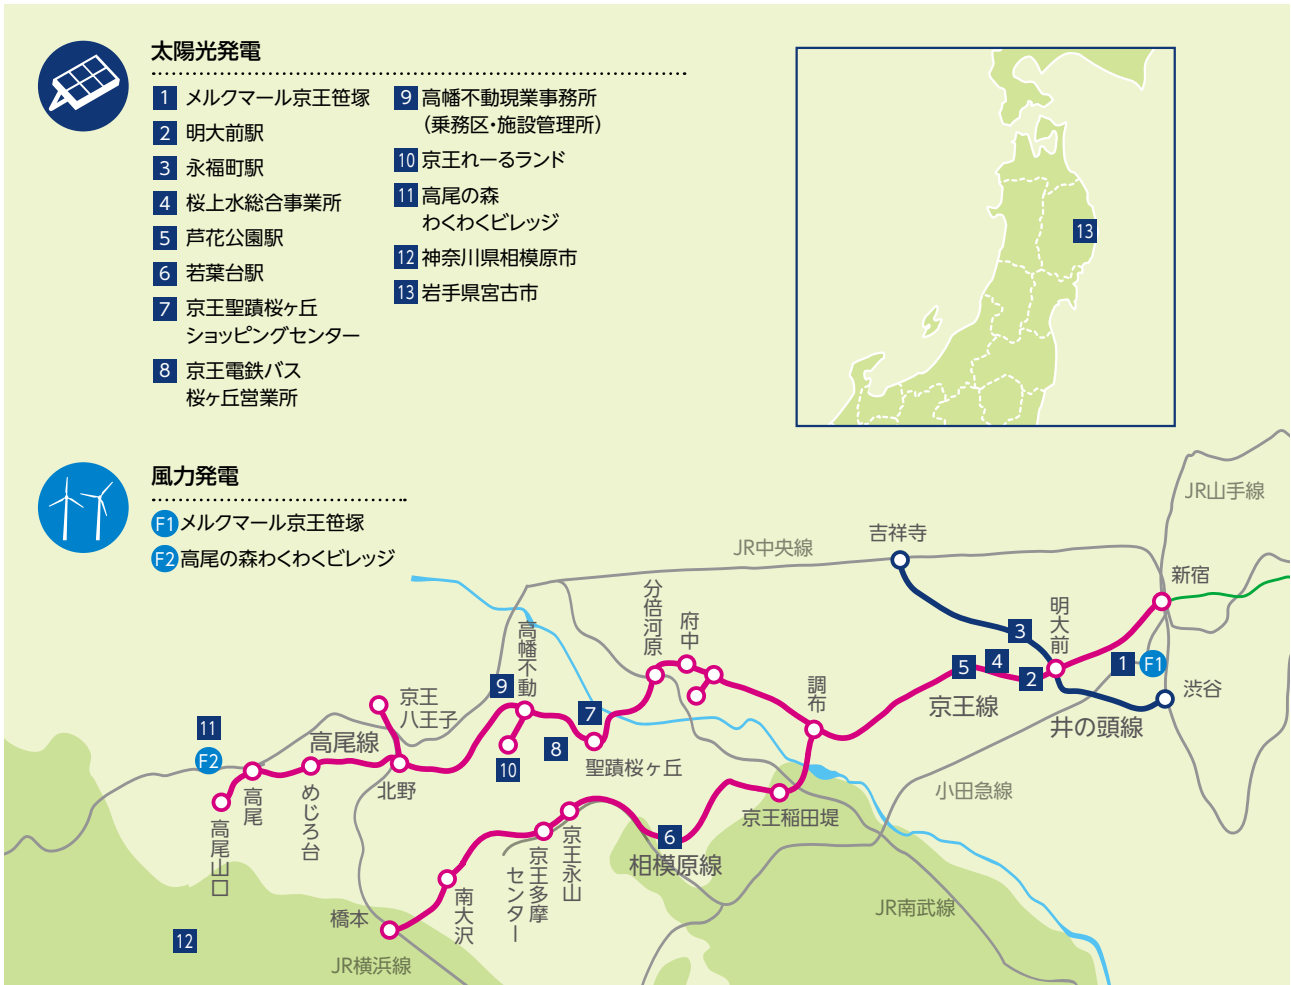 太陽光発電
1 メルクマール京王笹塚
2 明大前駅
3 永福町駅
4 桜上水総合事業所
5 芦花公園駅
6 若葉台駅
7 京王聖蹟桜ヶ丘
ショッピングセンター
8 京王電鉄バス
桜ヶ丘営業所
9 高幡不動現業事務所
（乗務区・施設管理所）
10 京王れーるランド
11 高尾の森
わくわくビレッジ
12 神奈川県相模原市
13 岩手県宮古市
13
風力発電
F1 メルクマール京王笹塚
F2 高尾の森わくわくビレッジ
JR山手線
JR中央線
吉祥寺
新宿
分倍河原
府中
明大前
高幡不動
3
5
4
2
1
F1
渋谷
調布
京王線
井の頭線
京王
八王子
9
7
8
10
11
F2
高尾線
聖蹟桜ヶ丘
北野
めじろ台
高尾
高尾山口
小田急線
京王稲田堤
6
相模原線
京王永山
京王多摩
センター
南大沢
橋本
JR南武線
JR横浜線
12